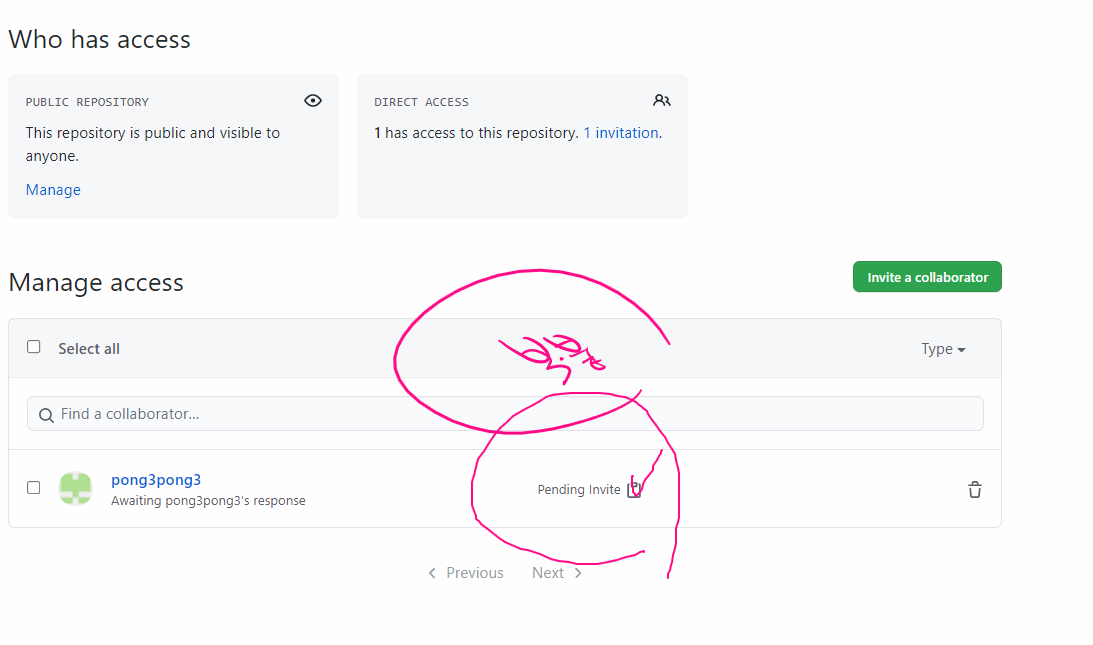 Who has access
PUBLIC REPOSITORY
This repository is public and visible to
anyone.
Manage
DIRECT ACCESS
1 has access to this repository. 1 invitation.
Manage access
Invite a collaborator
Select all
Type
Find a collaborator...
pong3pong3
Awaiting pong3pong3's response
Pending Invite
Previous Next